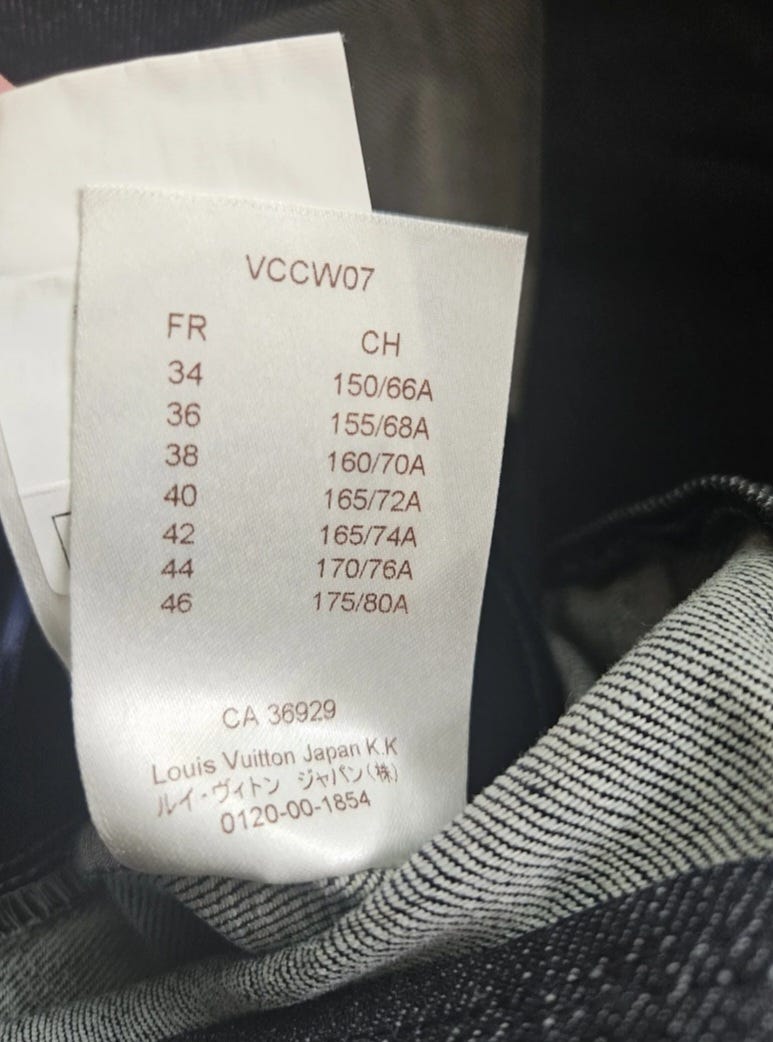 VCCW07
FR CH
34 150/66A
36 155/68A
38 160/70A
40 165/72A
42 165/74A
44 170/76A
46 175/80A
CA 36929
Louis Vuitton Japan K.K
ルイ・ヴィトン ジャパン(株)
0120-00-1854